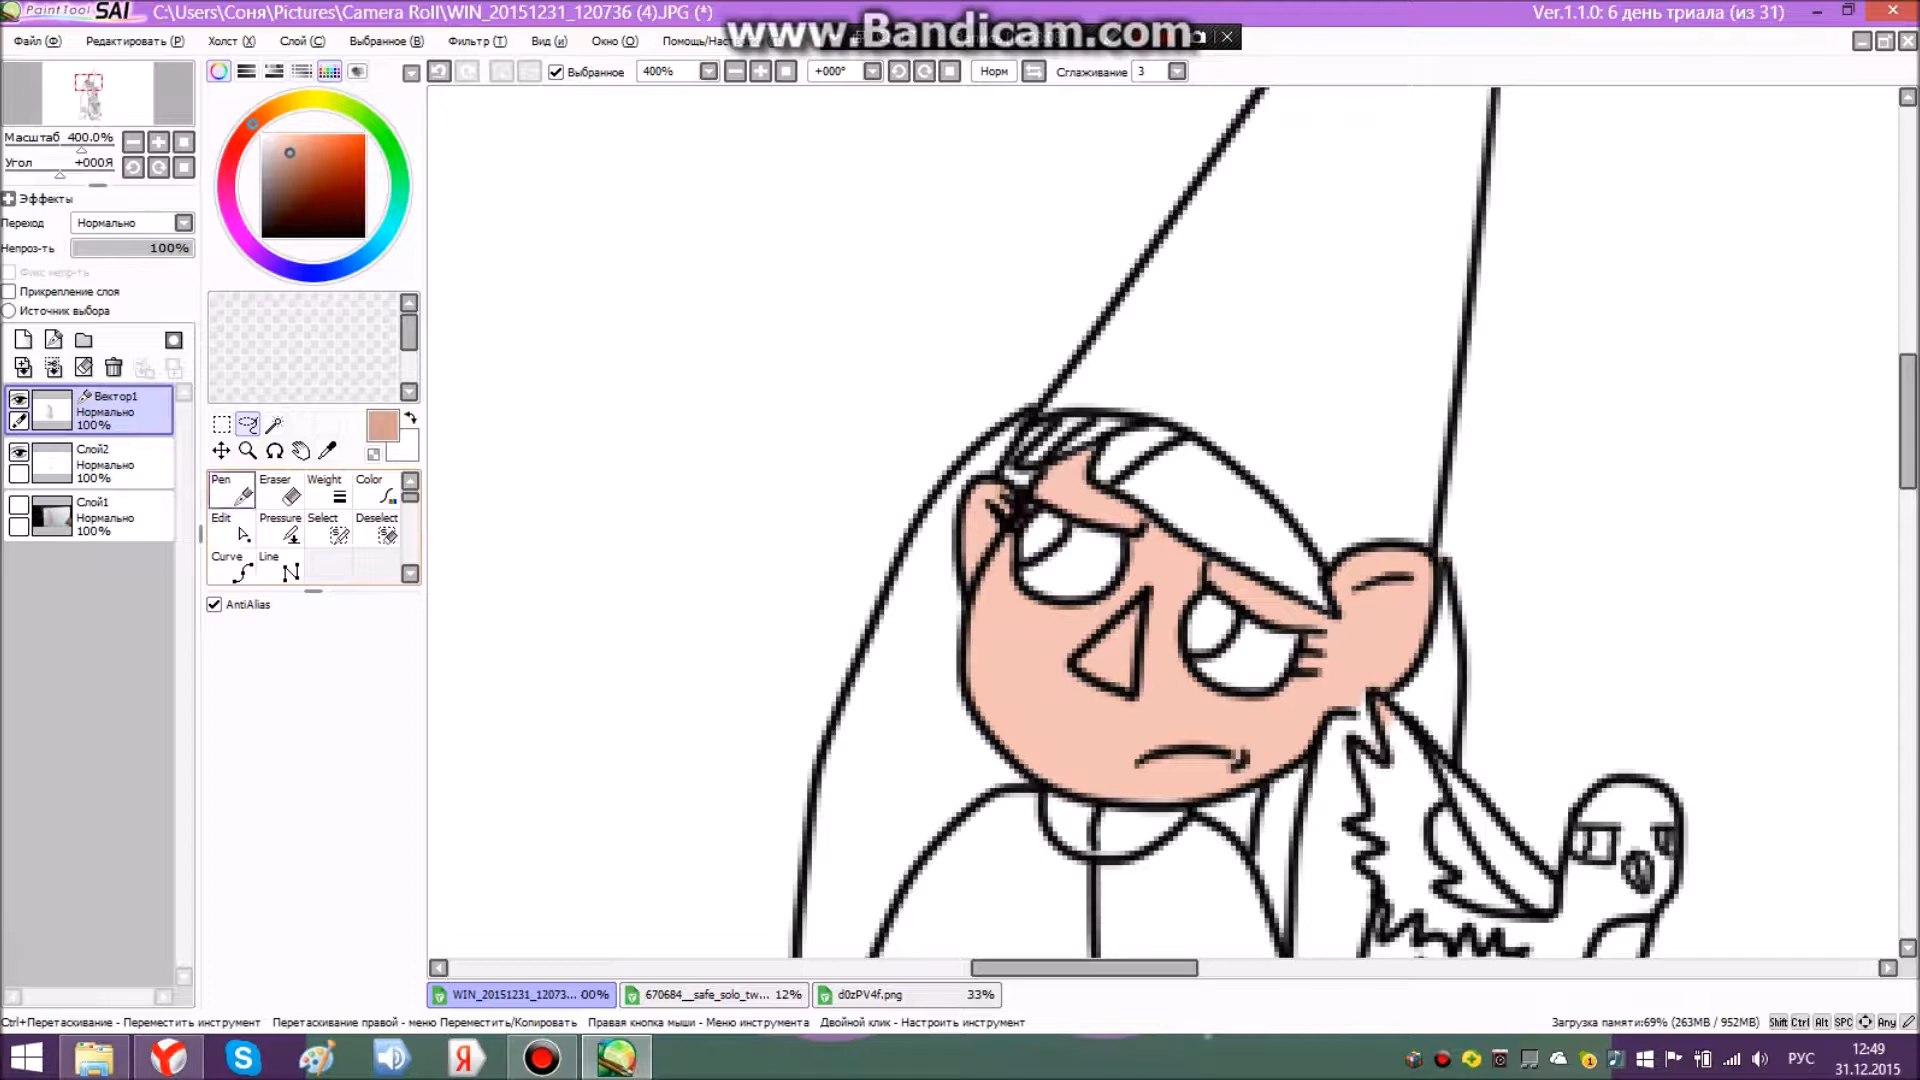 PaintTool SAI C:\Users\Соня\Pictures\Camera Roll\WIN_20151231_120736 (4).JPG (*) Ver.1.1.0: 6 день триала (из 31)
www.Bandicam.com
Файл (Ф) Редактировать (Р) Холст (X) Слой (C) Выбранное (B) Фильтр (T) Вид (и) Окно (O)
Выбранное 400% +000° Норм Сглаживание 3
Масштаб 400.0%
Угол +000Я
Эффекты
Переход Нормально
Непроз-ть 100%
Фикс непр-ть
Прикрепление слоя
Источник выбора
Вектор1
Нормально
100%
Слой2
Нормально
100%
Слой1
Нормально
100%
Pen Eraser Weight Color
Edit Pressure Select Deselect
Curve Line
AntiAlias
WIN_20151231_12073... 00% 670684__safe_solo_tw... 12% d0zPV4f.png 33%
Ctrl+Перетаскивание - Переместить инструмент Перетаскивание правой - меню Переместить/Копировать Правая кнопка мыши - Меню инструмента Двойной клик - Настроить инструмент Загрузка памяти:69% (263MB / 952MB) Shift Ctrl Alt SPC Any
РУС 12:49
31.12.2015